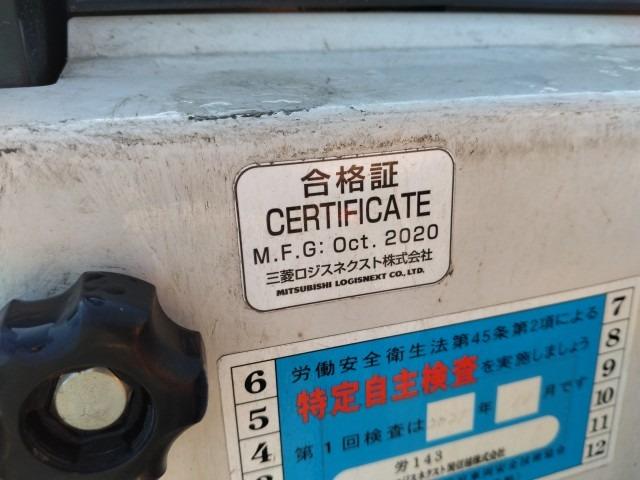 合格証
CERTIFICATE
M.F.G: Oct. 2020
三菱ロジスネクスト株式会社
MITSUBISHI LOGISNEXT CO., LTD.
労働安全衛生法第45条第2項による
特定自主検査を実施しましょう
第1回検査は 年 月です
労143
6
5
4
7
8
9
10
11
12